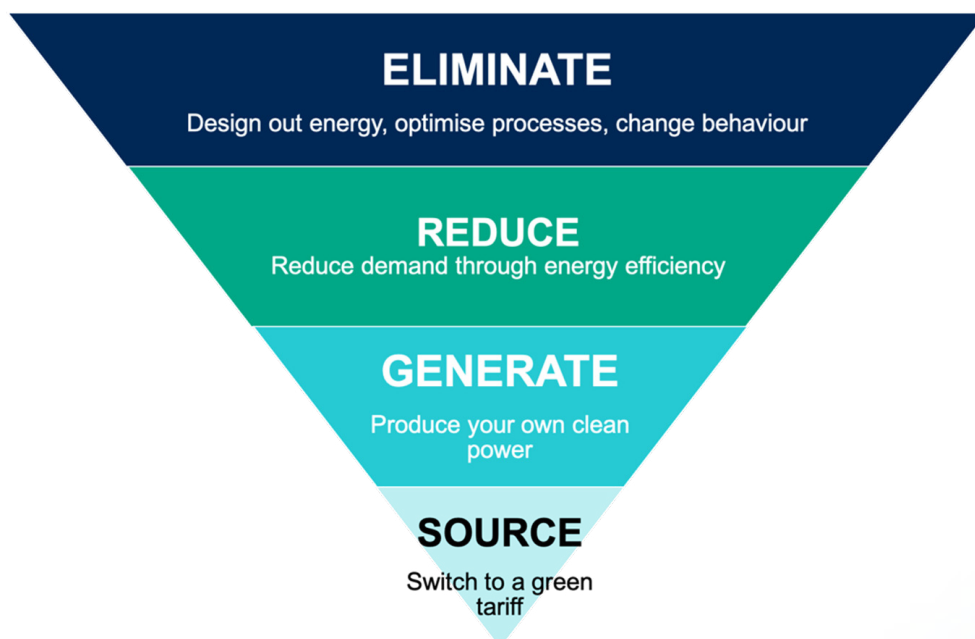 ELIMINATE
Design out energy, optimise processes, change behaviour
REDUCE
Reduce demand through energy efficiency
GENERATE
Produce your own clean
power
SOURCE
Switch to a green
tariff